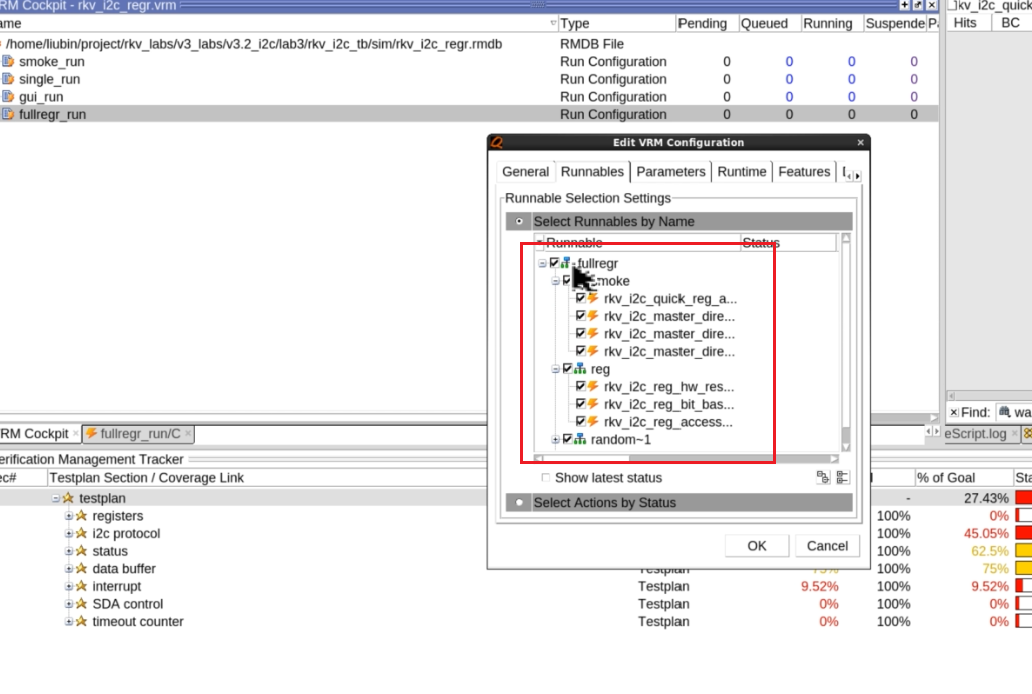 RM Cockpit - rkv_i2c_regr.vrm
kv_i2c_quick
ame Type Pending Queued Running Suspende P
Hits BC
/home/liubin/project/rkv_labs/v3_labs/v3.2_i2c/lab3/rkv_i2c_tb/sim/rkv_i2c_regr.rmdb RMDB File
smoke_run Run Configuration 0 0 0 0
single_run Run Configuration 0 0 0 0
gui_run Run Configuration 0 0 0 0
fullregr_run Run Configuration 0 0 0 0
Edit VRM Configuration
General Runnables Parameters Runtime Features
Runnable Selection Settings
Select Runnables by Name
Runnable Status
fullregr
moke
rkv_i2c_quick_reg_a...
rkv_i2c_master_dire...
rkv_i2c_master_dire...
rkv_i2c_master_dire...
reg
rkv_i2c_reg_hw_res...
rkv_i2c_reg_bit_bas...
rkv_i2c_reg_access...
random~1
Show latest status
Select Actions by Status
OK Cancel
Find: wa
RM Cockpit fullregr_run/C
eScript.log
erification Management Tracker
ec# Testplan Section / Coverage Link % of Goal Sta
testplan - 27.43%
registers 100% 0%
i2c protocol 100% 45.05%
status 100% 62.5%
data buffer Testplan 75% 100% 75%
interrupt Testplan 9.52% 100% 9.52%
SDA control Testplan 0% 100% 0%
timeout counter Testplan 0% 100% 0%